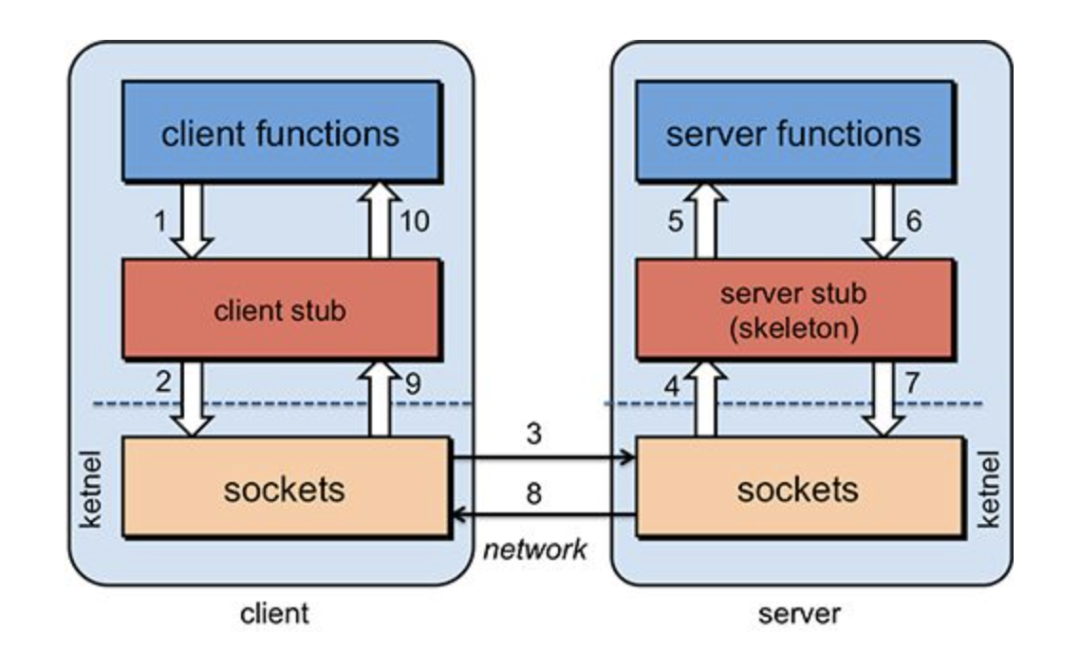 client functions
server functions
1
10
5
6
client stub
server stub
(skeleton)
2
9
4
7
3
ketnel
sockets
sockets
ketnel
8
network
client
server